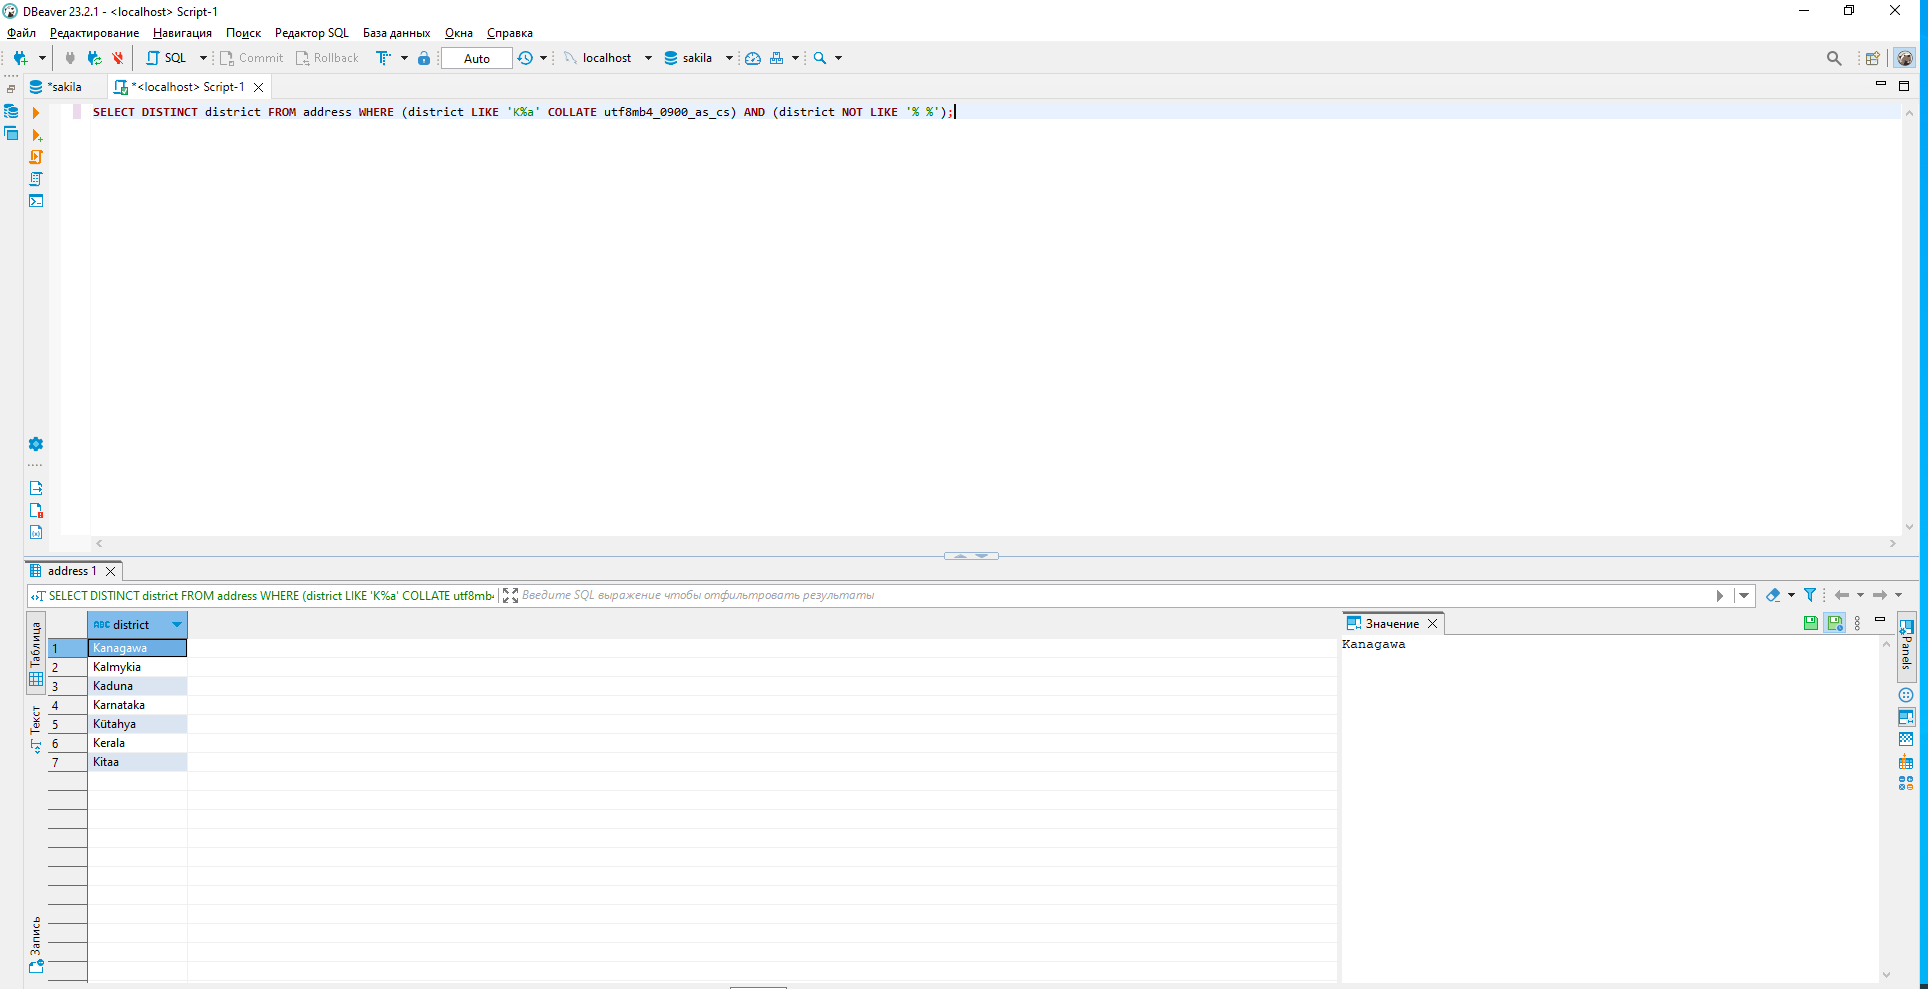 DBeaver 23.2.1 - <localhost> Script-1
Файл Редактирование Навигация Поиск Редактор SQL База данных Окна Справка
SQL Commit Rollback Auto localhost sakila
*sakila *<localhost> Script-1
SELECT DISTINCT district FROM address WHERE (district LIKE 'K%a' COLLATE utf8mb4_0900_as_cs) AND (district NOT LIKE '% %');
address 1
SELECT DISTINCT district FROM address WHERE (district LIKE 'K%a' COLLATE utf8mb4 Введите SQL выражение чтобы отфильтровать результаты
Таблица
Текст
Запись
ABC district
1 Kanagawa
2 Kalmykia
3 Kaduna
4 Karnataka
5 Kütahya
6 Kerala
7 Kitaa
Значение
Kanagawa
Panels